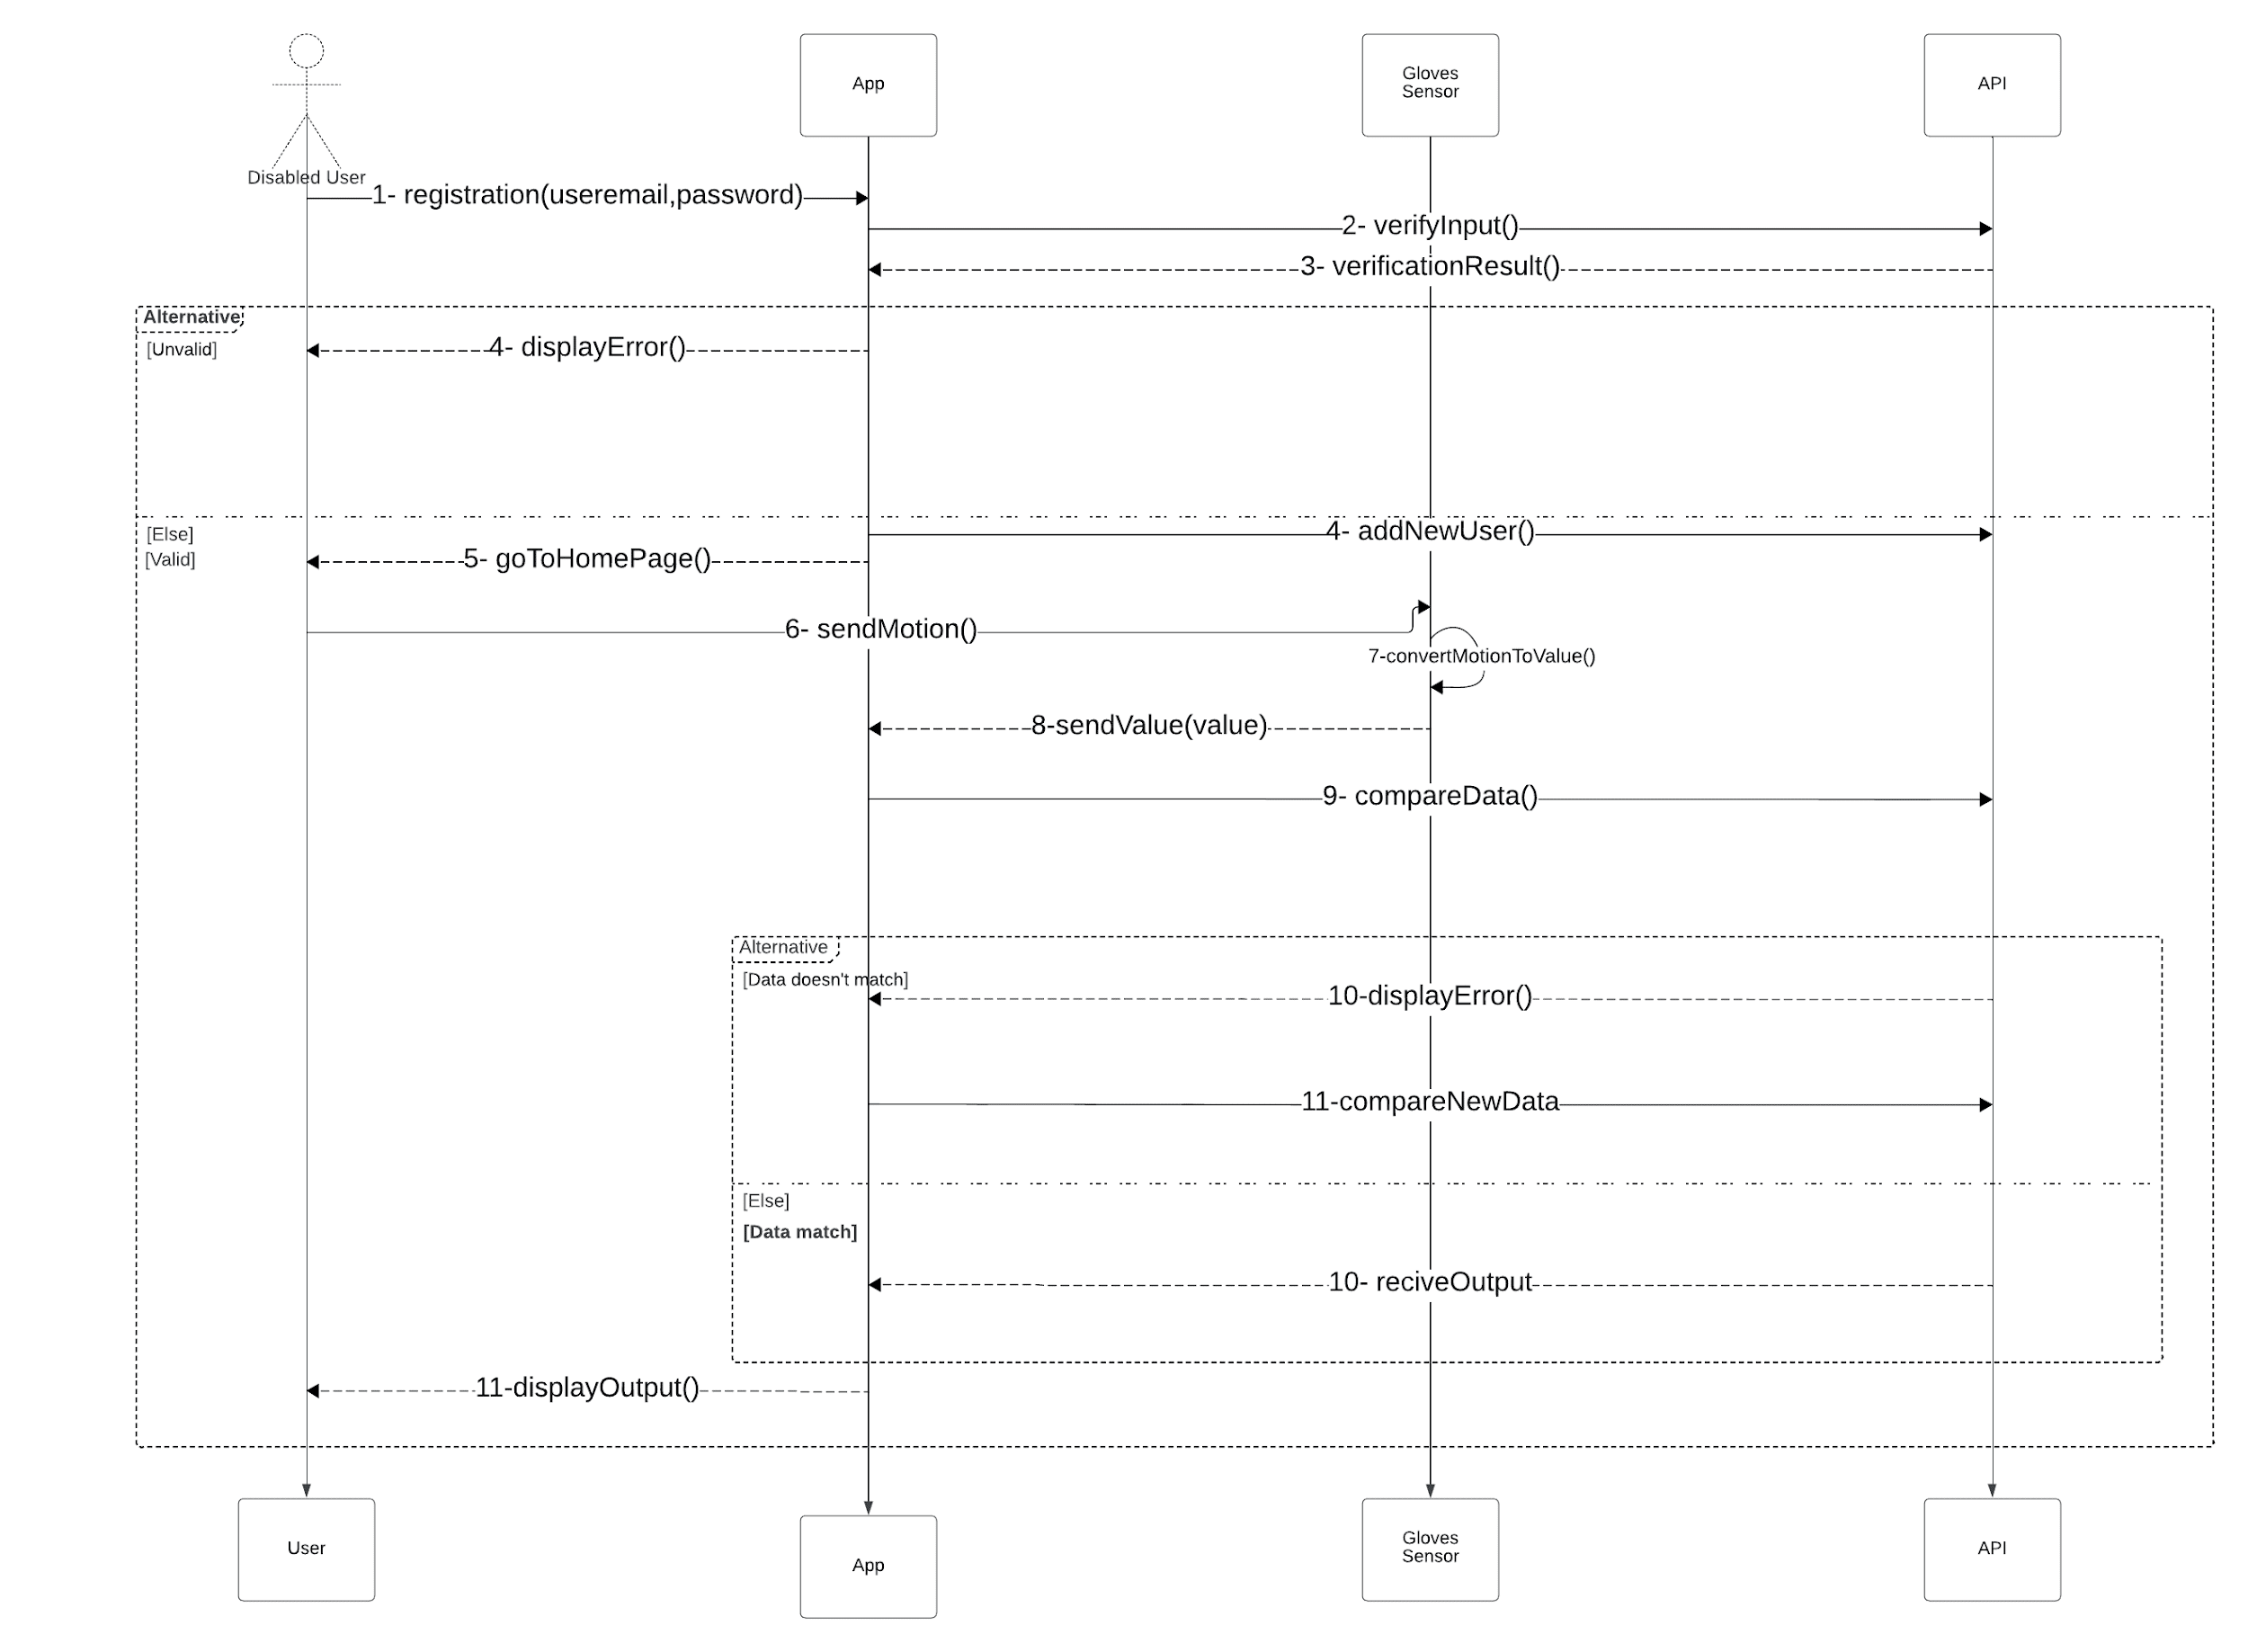 App
Gloves
Sensor
API
Disabled User
1- registration(useremail,password)
2- verifyInput()
3- verificationResult()
Alternative
[Unvalid]
4- displayError()
[Else]
4- addNewUser()
[Valid]
5- goToHomePage()
6- sendMotion()
7-convertMotionToValue()
8-sendValue(value)
9- compareData()
Alternative
[Data doesn't match]
10-displayError()
11-compareNewData
[Else]
[Data match]
10- reciveOutput
11-displayOutput()
User
App
Gloves
Sensor
API